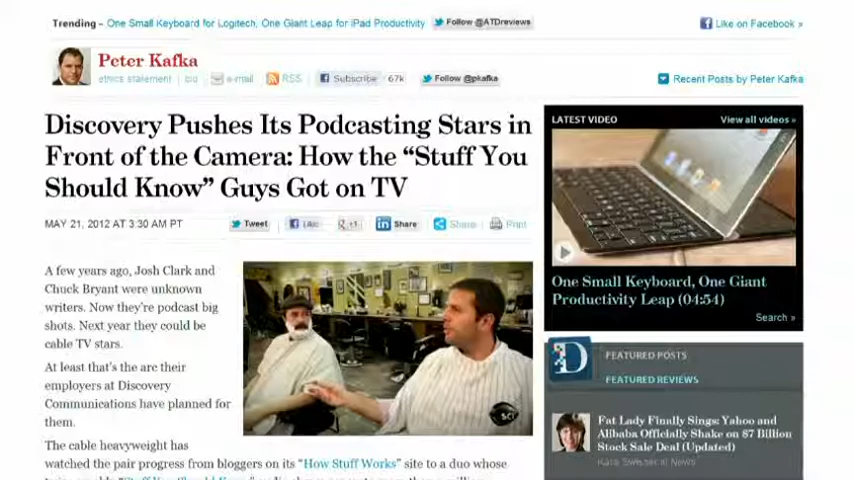 Trending – One Small Keyboard for Logitech, One Giant Leap for iPad Productivity Follow @ATDreviews
Like on Facebook »
Peter Kafka
ethics statement | bio | e-mail RSS Subscribe 67k Follow @pkafka
Recent Posts by Peter Kafka
Discovery Pushes Its Podcasting Stars in
Front of the Camera: How the “Stuff You
Should Know” Guys Got on TV
MAY 21, 2012 AT 3:30 AM PT
Tweet Like +1 Share Share Print
A few years ago, Josh Clark and
Chuck Bryant were unknown
writers. Now they're podcast big
shots. Next year they could be
cable TV stars.
At least that's the arc their
employers at Discovery
Communications have planned for
them.
The cable heavyweight has
watched the pair progress from bloggers on its “How Stuff Works” site to a duo whose
SCI
LATEST VIDEO View all videos »
One Small Keyboard, One Giant
Productivity Leap (04:54)
Search »
D
FEATURED POSTS
FEATURED REVIEWS
Fat Lady Finally Sings: Yahoo and
Alibaba Officially Shake on $7 Billion
Stock Sale Deal (Updated)
Kara Swisher in News